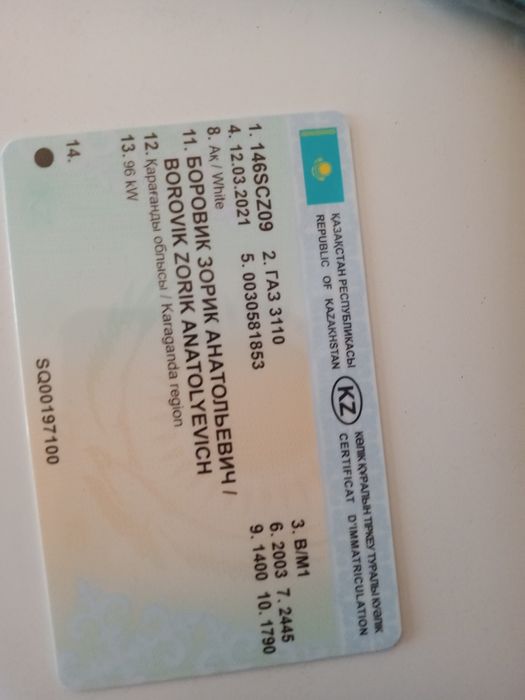 ҚАЗАҚСТАН РЕСПУБЛИКАСЫ
REPUBLIC OF KAZAKHSTAN
KZ
КӨЛІК ҚҰРАЛЫН ТІРКЕУ ТУРАЛЫ КУӘЛІК
CERTIFICAT D'IMMATRICULATION
1. 146SCZ09 2. ГАЗ 3110 3. B/M1
4. 12.03.2021 5. 0030581853 6. 2003 7. 2445
8. Ақ / White 9. 1400 10. 1790
11. БОРОВИК ЗОРИК АНАТОЛЬЕВИЧ /
BOROVIK ZORIK ANATOLYEVICH
12. Қарағанды облысы / Karaganda region
13. 96 kW
14.
SQ00197100